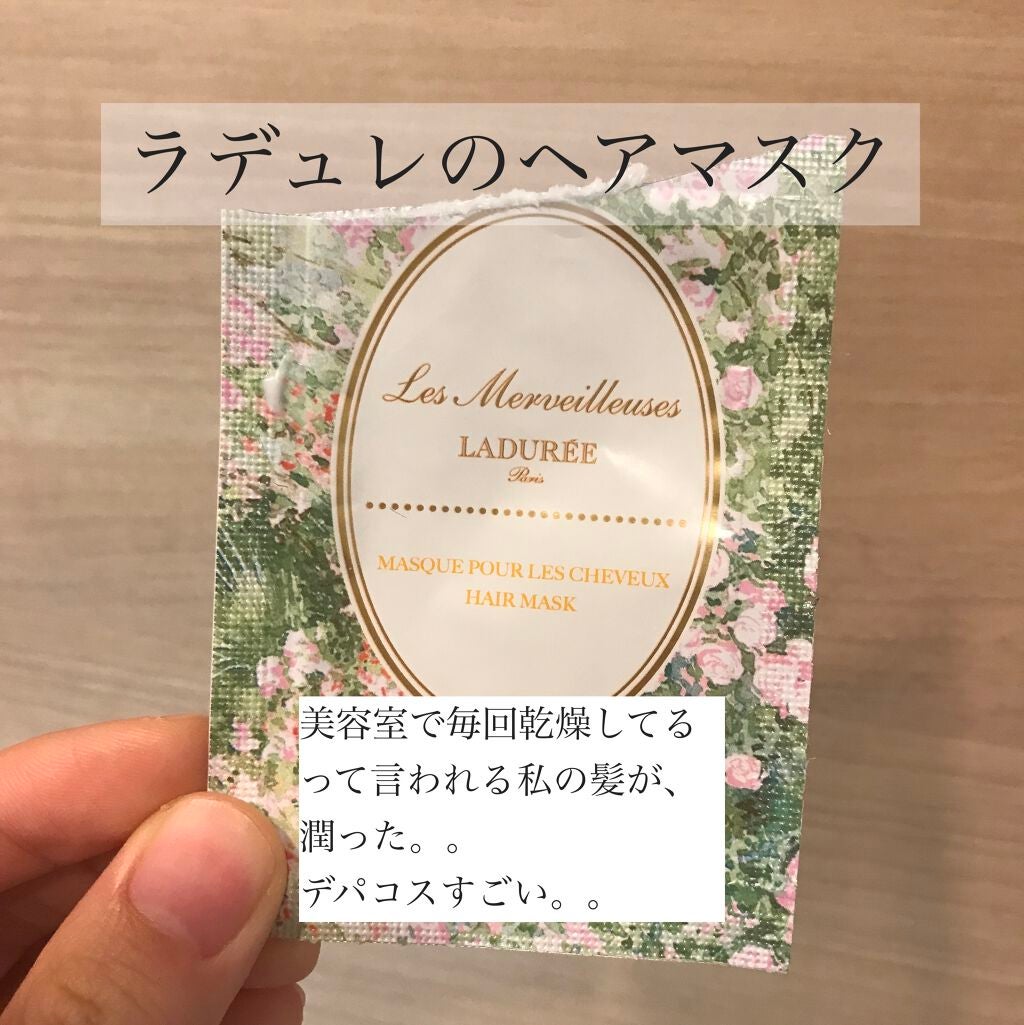 ラデュレのヘアマスク
Les Merveilleuses
LADURÉE
Paris
MASQUE POUR LES CHEVEUX
HAIR MASK
美容室で毎回乾燥してる
って言われる私の髪が、
潤った。。
デパコスすごい。。